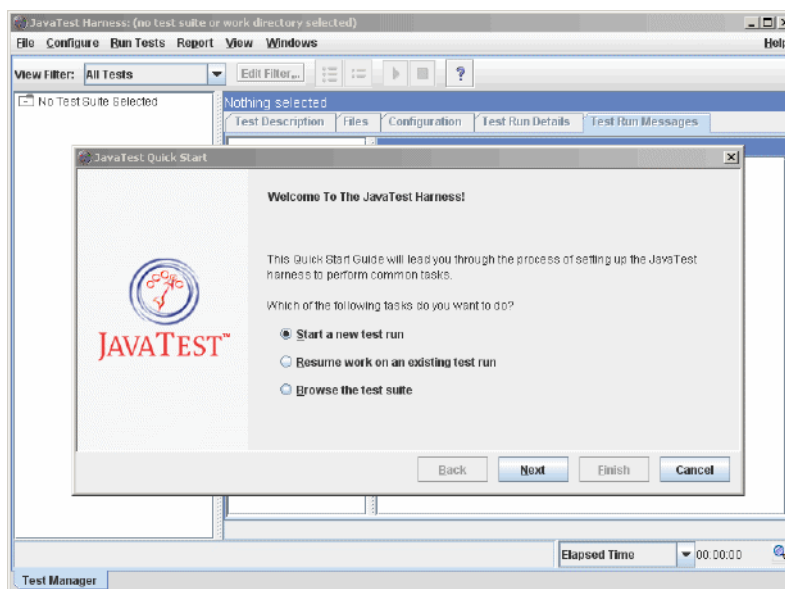 JavaTest Harness: (no test suite or work directory selected)
File Configure Run Tests Report View Windows Help
View Filter: All Tests Edit Filter... ?
No Test Suite Selected
Nothing selected
Test Description Files Configuration Test Run Details Test Run Messages
JavaTest Quick Start
Welcome To The JavaTest Harness!
This Quick Start Guide will lead you through the process of setting up the JavaTest
harness to perform common tasks.
Which of the following tasks do you want to do?
JAVATEST™
Start a new test run
Resume work on an existing test run
Browse the test suite
Back Next Finish Cancel
Elapsed Time 00:00:00
Test Manager